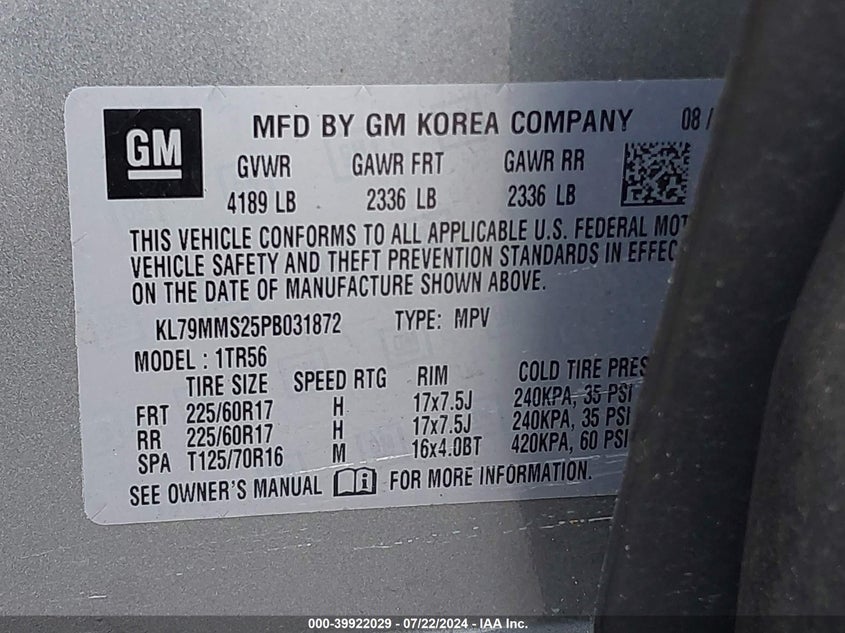 GM
MFD BY GM KOREA COMPANY 08/
GVWR GAWR FRT GAWR RR
4189 LB 2336 LB 2336 LB
THIS VEHICLE CONFORMS TO ALL APPLICABLE U.S. FEDERAL MOT
VEHICLE SAFETY AND THEFT PREVENTION STANDARDS IN EFFEC
ON THE DATE OF MANUFACTURE SHOWN ABOVE.
KL79MMS25PB031872 TYPE: MPV
MODEL : 1TR56
TIRE SIZE SPEED RTG RIM COLD TIRE PRES
FRT 225/60R17 H 17x7.5J 240KPA, 35 PSI
RR 225/60R17 H 17x7.5J 240KPA, 35 PSI
SPA T125/70R16 M 16x4.0BT 420KPA, 60 PSI
SEE OWNER'S MANUAL i FOR MORE INFORMATION.
000-39922029 - 07/22/2024 - IAA Inc.